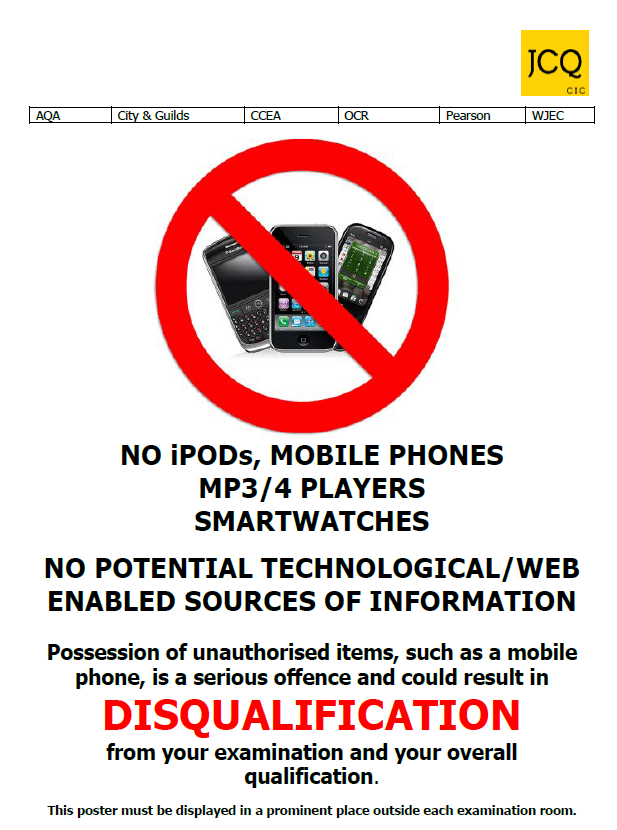 JCQ
CIC
AQA City & Guilds CCEA OCR Pearson WJEC
NO iPODs, MOBILE PHONES
MP3/4 PLAYERS
SMARTWATCHES
NO POTENTIAL TECHNOLOGICAL/WEB
ENABLED SOURCES OF INFORMATION
Possession of unauthorised items, such as a mobile
phone, is a serious offence and could result in
DISQUALIFICATION
from your examination and your overall
qualification.
This poster must be displayed in a prominent place outside each examination room.